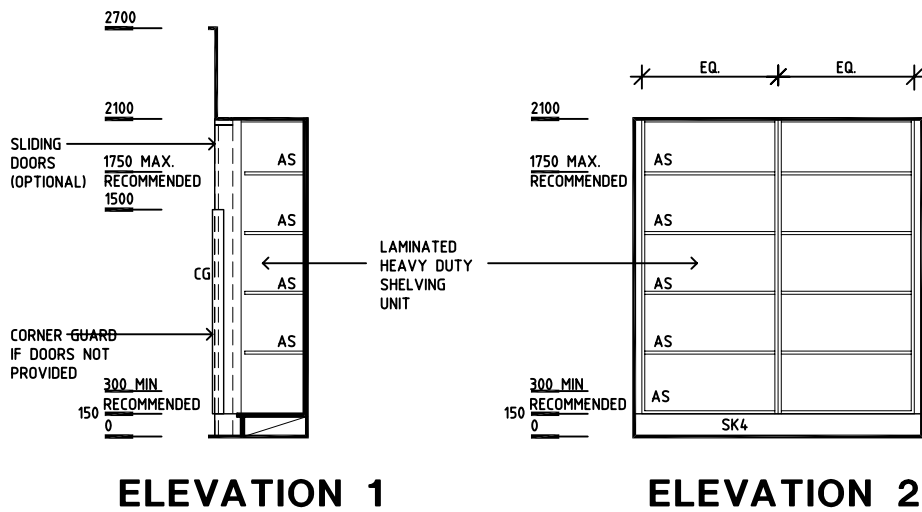 2700
2100
SLIDING
DOORS
(OPTIONAL)
1750 MAX.
RECOMMENDED
1500
AS
AS
CG
AS
AS
CORNER GUARD
IF DOORS NOT
PROVIDED
300 MIN
RECOMMENDED
150
0
LAMINATED
HEAVY DUTY
SHELVING
UNIT
EQ.
EQ.
2100
1750 MAX.
RECOMMENDED
AS
AS
AS
AS
AS
300 MIN
RECOMMENDED
150
0
SK4
ELEVATION 1
ELEVATION 2